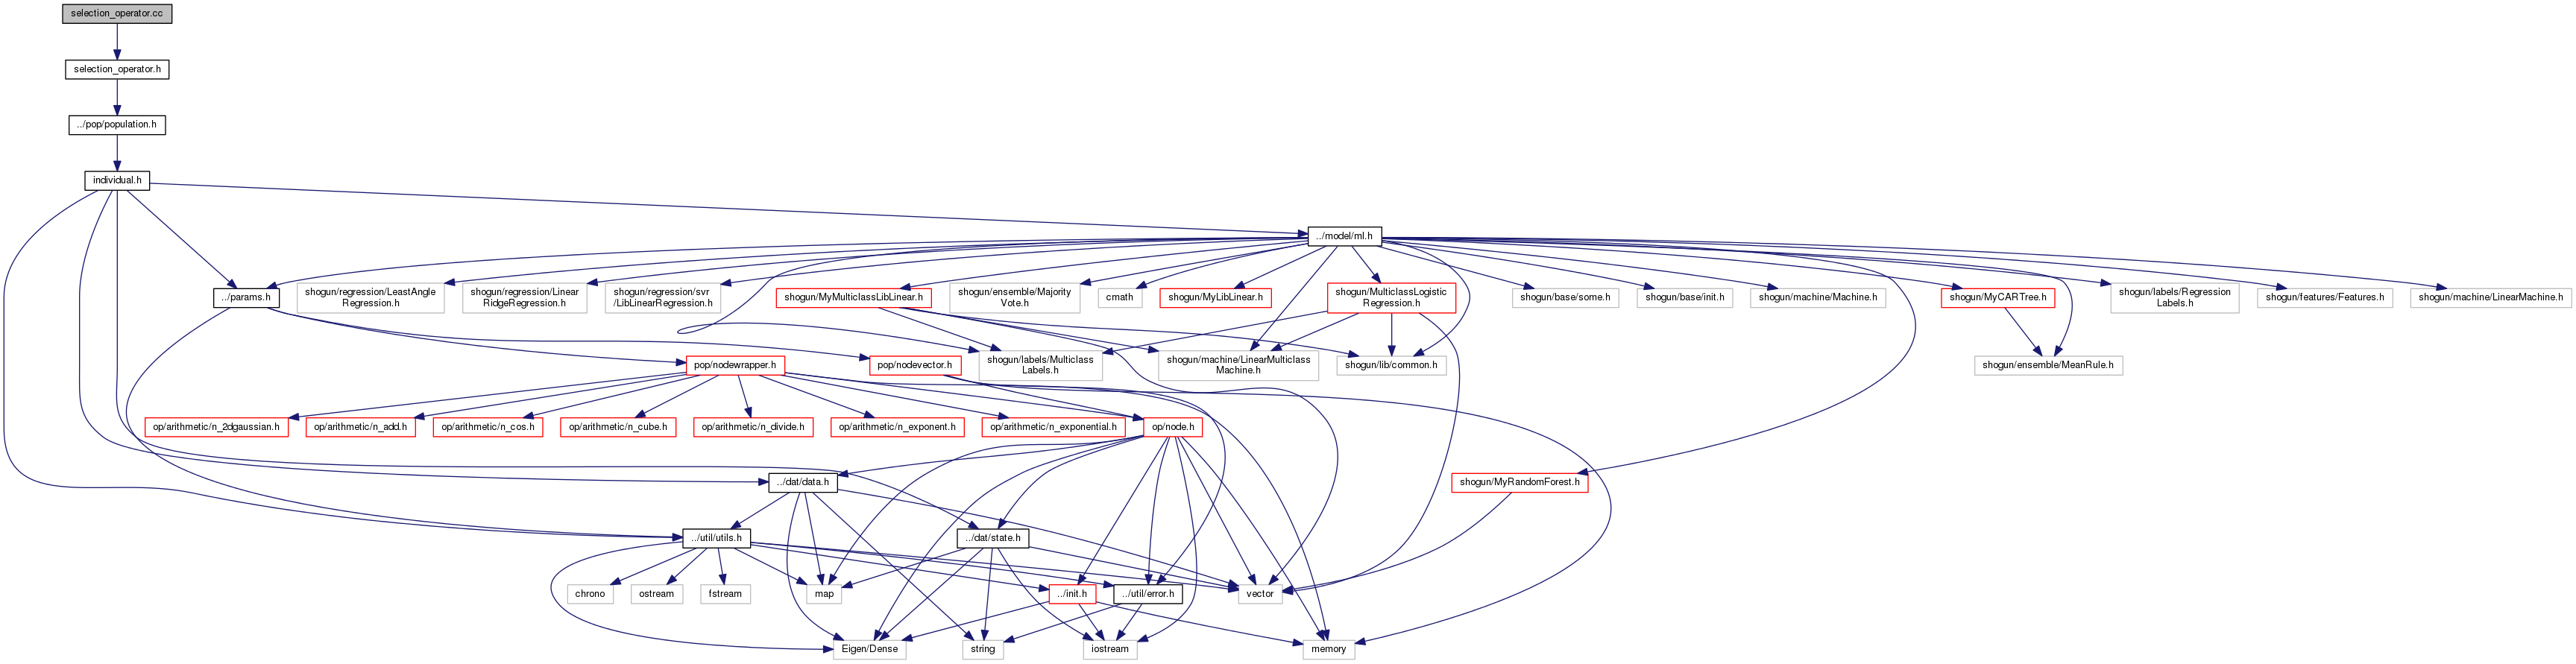 selection_operator.cc
selection_operator.h
../pop/population.h
individual.h
../model/ml.h
../params.h
shogun/regression/LeastAngle
Regression.h
shogun/regression/Linear
RidgeRegression.h
shogun/regression/svr
/LibLinearRegression.h
shogun/MyMulticlassLibLinear.h
shogun/ensemble/Majority
Vote.h
cmath
shogun/MyLibLinear.h
shogun/MulticlassLogistic
Regression.h
shogun/base/some.h
shogun/base/init.h
shogun/machine/Machine.h
shogun/MyCARTree.h
shogun/labels/Regression
Labels.h
shogun/features/Features.h
shogun/machine/LinearMachine.h
pop/nodewrapper.h
pop/nodevector.h
shogun/labels/Multiclass
Labels.h
shogun/machine/LinearMulticlass
Machine.h
shogun/lib/common.h
shogun/ensemble/MeanRule.h
op/arithmetic/n_2dgaussian.h
op/arithmetic/n_add.h
op/arithmetic/n_cos.h
op/arithmetic/n_cube.h
op/arithmetic/n_divide.h
op/arithmetic/n_exponent.h
op/arithmetic/n_exponential.h
op/node.h
../dat/data.h
shogun/MyRandomForest.h
../util/utils.h
../dat/state.h
chrono
ostream
fstream
map
../init.h
../util/error.h
vector
Eigen/Dense
string
iostream
memory